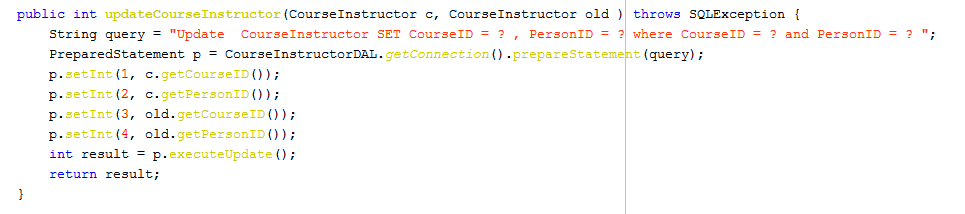 public int updateCourseInstructor(CourseInstructor c, CourseInstructor old ) throws SQLException {
    String query = "Update  CourseInstructor SET CourseID = ? , PersonID = ? where CourseID = ? and PersonID = ? ";
    PreparedStatement p = CourseInstructorDAL.getConnection().prepareStatement(query);
    p.setInt(1, c.getCourseID());
    p.setInt(2, c.getPersonID());
    p.setInt(3, old.getCourseID());
    p.setInt(4, old.getPersonID());
    int result = p.executeUpdate();
    return result;
}